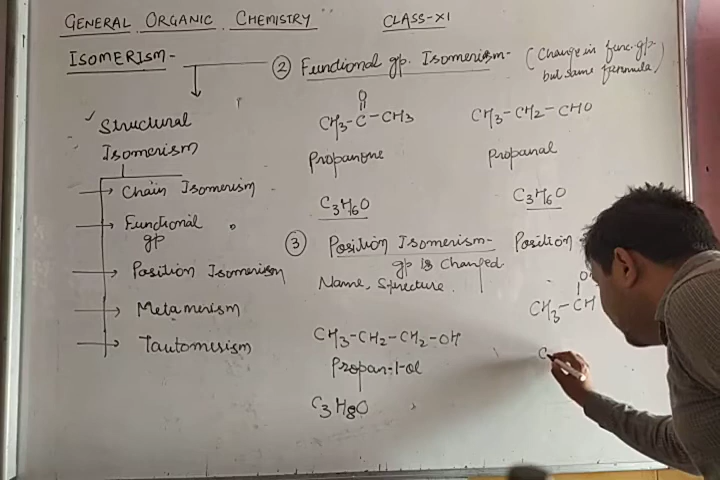 GENERAL ORGANIC CHEMISTRY CLASS-XI
ISOMERISM-
Structural
Isomerism
Chain Isomerism
Functional
gp
Position Isomerism
Metamerism
Tautomerism
② Functional gp. Isomerism- (Change in func. gp.
but same formula)
O
CH3-C-CH3
Propanone
C3H6O
CH3-CH2-CHO
Propanal
C3H6O
③ Position Isomerism- Position
gp is changed
Name, Structure.
CH3-CH2-CH2-OH
Propan-1-ol
C3H8O
O
CH3-CH
C